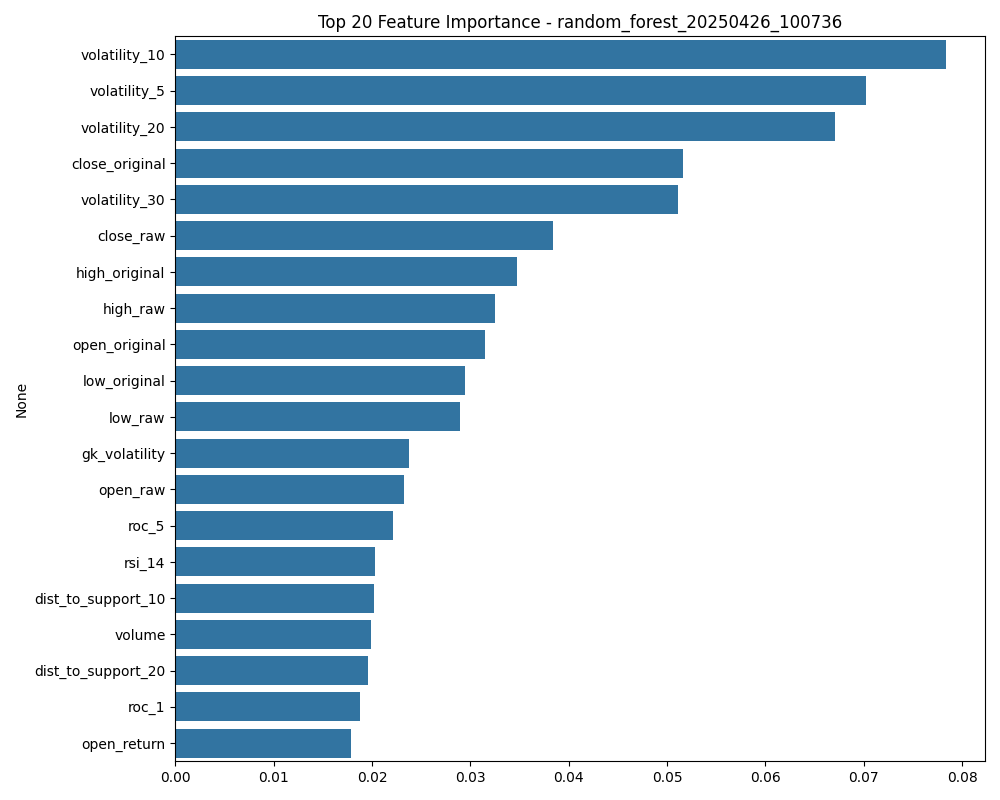 Top 20 Feature Importance - random_forest_20250426_100736
None
volatility_10
volatility_5
volatility_20
close_original
volatility_30
close_raw
high_original
high_raw
open_original
low_original
low_raw
gk_volatility
open_raw
roc_5
rsi_14
dist_to_support_10
volume
dist_to_support_20
roc_1
open_return
0.00 0.01 0.02 0.03 0.04 0.05 0.06 0.07 0.08